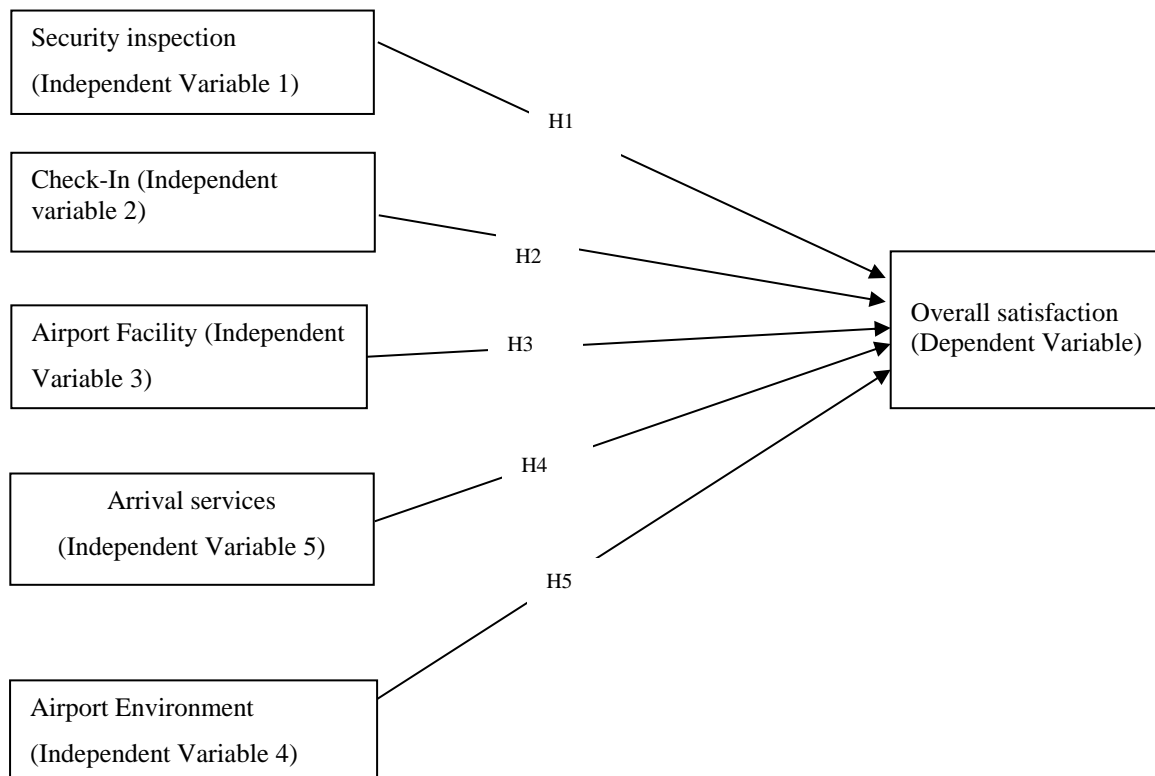 Security inspection
(Independent Variable 1)
H1
Check-In (Independent
variable 2)
H2
Airport Facility (Independent
Variable 3)
H3
Overall satisfaction
(Dependent Variable)
Arrival services
(Independent Variable 5)
H4
H5
Airport Environment
(Independent Variable 4)